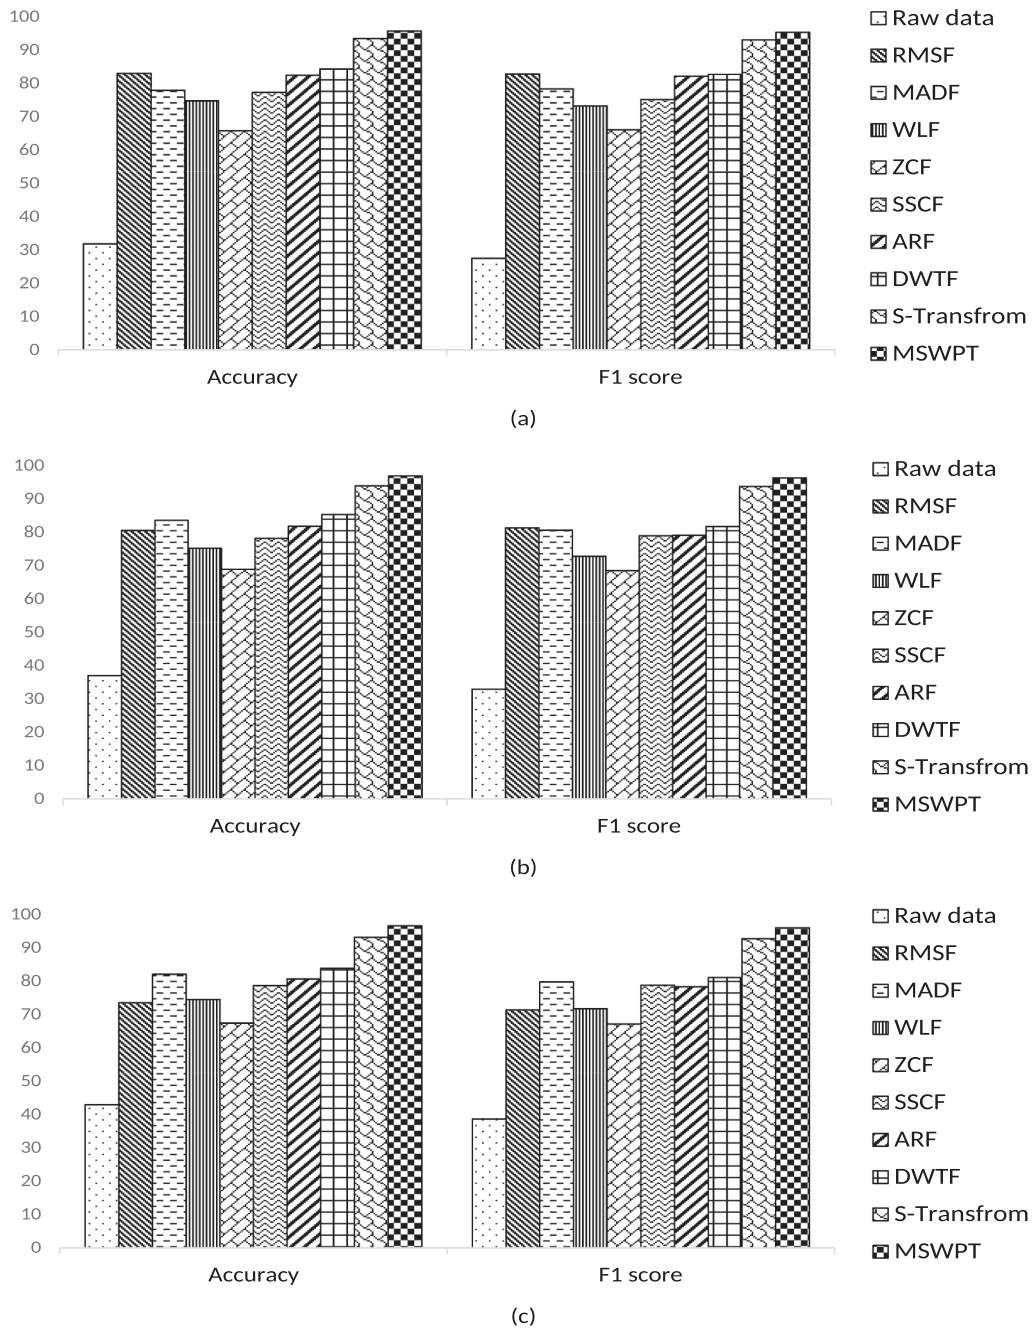 100
90
80
70
60
50
40
30
20
10
0
Accuracy
F1 score
Raw data
RMSF
MADF
WLF
ZCF
SSCF
ARF
DWTF
S-Transfrom
MSWPT
(a)
100
90
80
70
60
50
40
30
20
10
0
Accuracy
F1 score
Raw data
RMSF
MADF
WLF
ZCF
SSCF
ARF
DWTF
S-Transfrom
MSWPT
(b)
100
90
80
70
60
50
40
30
20
10
0
Accuracy
F1 score
Raw data
RMSF
MADF
WLF
ZCF
SSCF
ARF
DWTF
S-Transfrom
MSWPT
(c)